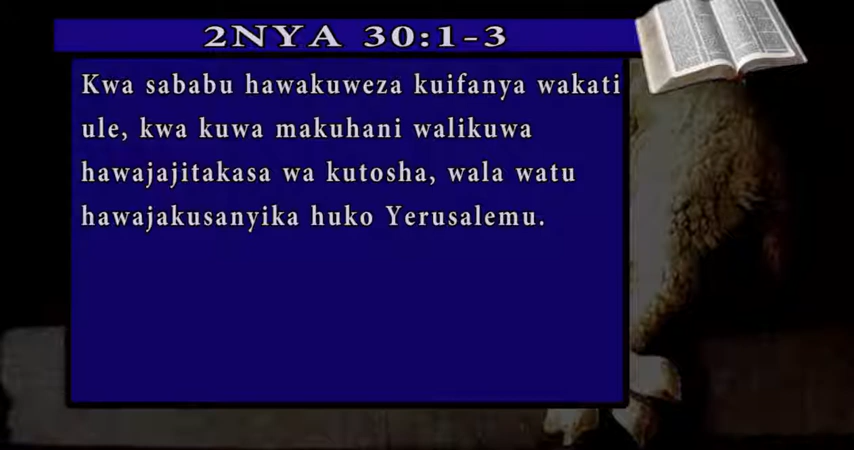 2NYA 30:1-3
Kwa sababu hawakuweza kuifanya wakati
ule, kwa kuwa makuhani walikuwa
hawajajitakasa wa kutosha, wala watu
hawajakusanyika huko Yerusalemu.